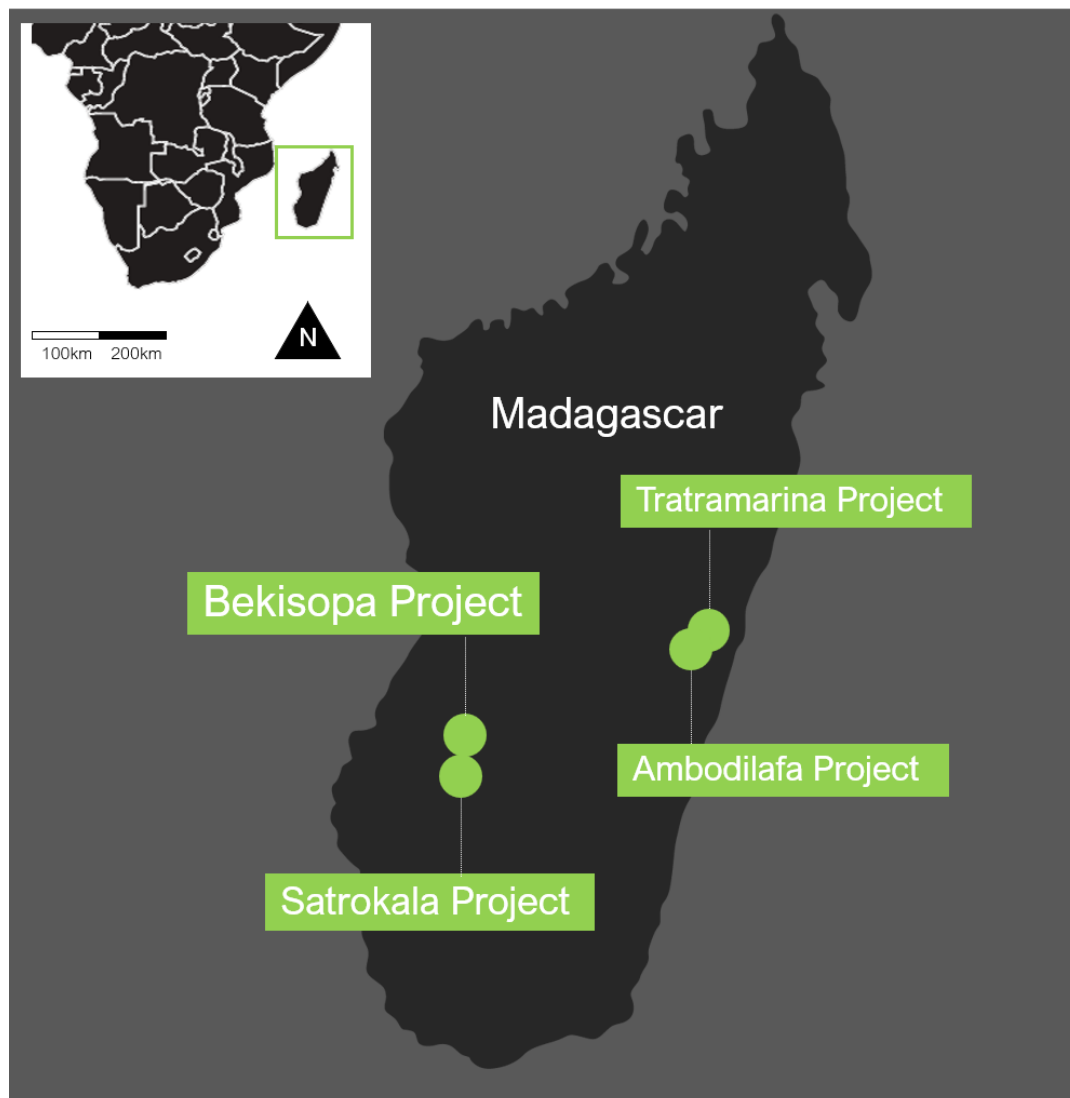 N
100km 200km
Madagascar
Tratramarina Project
Bekisopa Project
Ambodilafa Project
Satrokala Project